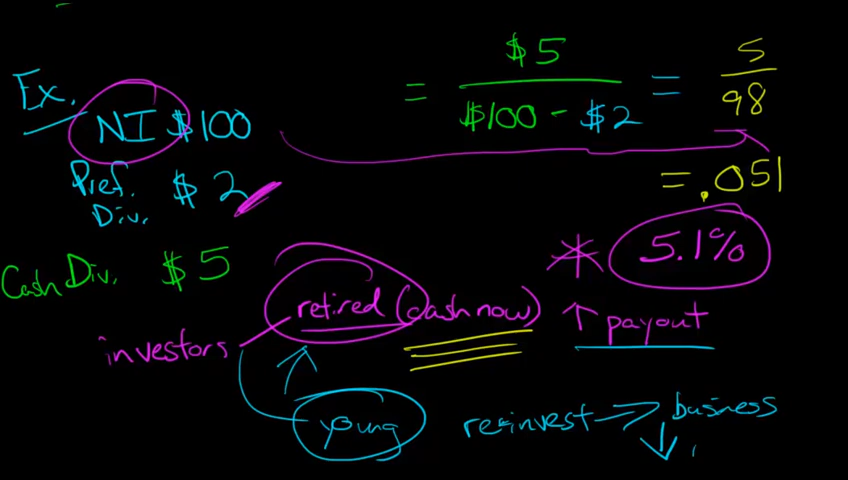 Ex.
NI $100
Pref. Div. $2
Cash Div. $5
= $5 / $100 - $2 = 5 / 98
= .051
* 5.1%
investors
retired (cash now)
↑ payout
young
reinvest → business
↓